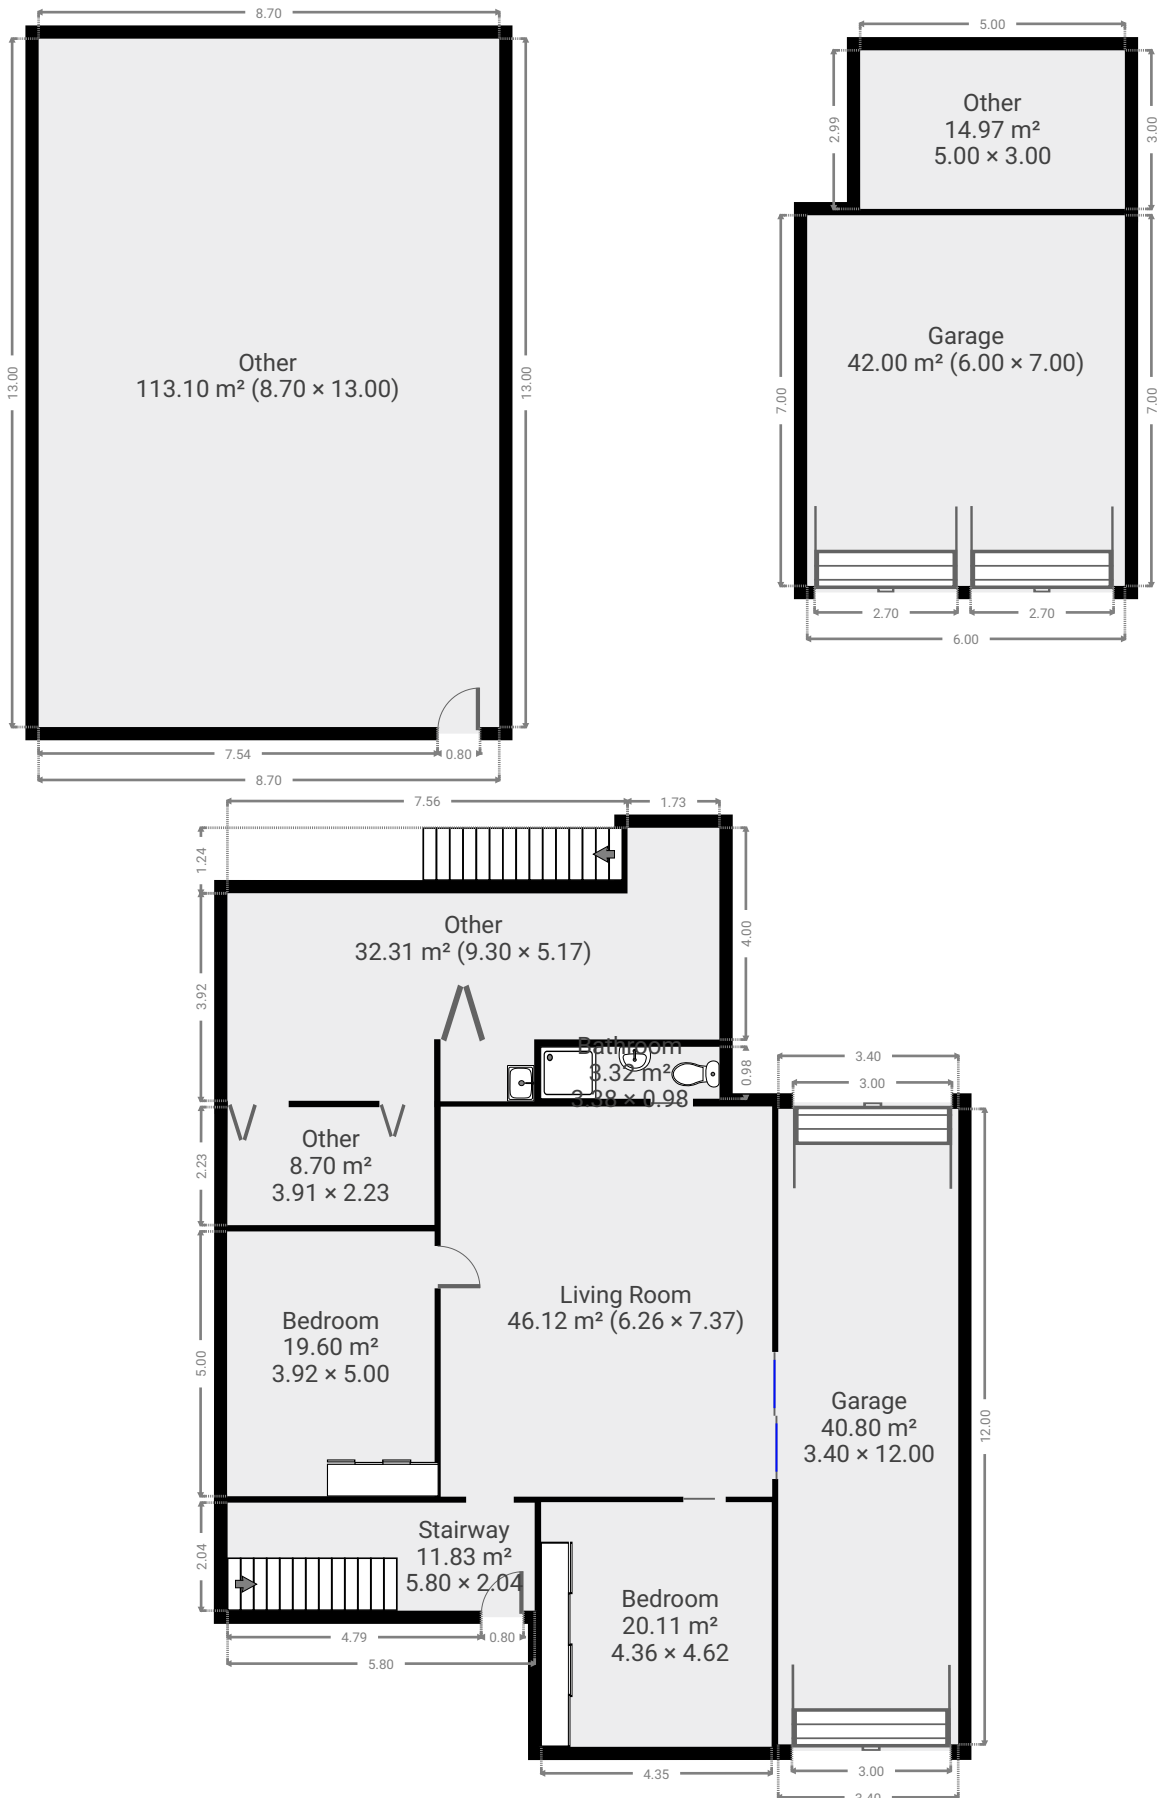 8.70
13.00
Other
113.10 m² (8.70 × 13.00)
13.00
7.54
0.80
8.70
5.00
2.99
Other
14.97 m²
5.00 × 3.00
3.00
7.00
Garage
42.00 m² (6.00 × 7.00)
7.00
2.70
2.70
6.00
7.56
1.73
1.24
3.92
Other
32.31 m² (9.30 × 5.17)
4.00
Bathroom
3.32 m²
3.38 × 0.98
0.98
2.23
Other
8.70 m²
3.91 × 2.23
3.40
3.00
5.00
Bedroom
19.60 m²
3.92 × 5.00
Living Room
46.12 m² (6.26 × 7.37)
Garage
40.80 m²
3.40 × 12.00
12.00
2.04
Stairway
11.83 m²
5.80 × 2.04
4.79
0.80
5.80
Bedroom
20.11 m²
4.36 × 4.62
4.35
3.00
3.40